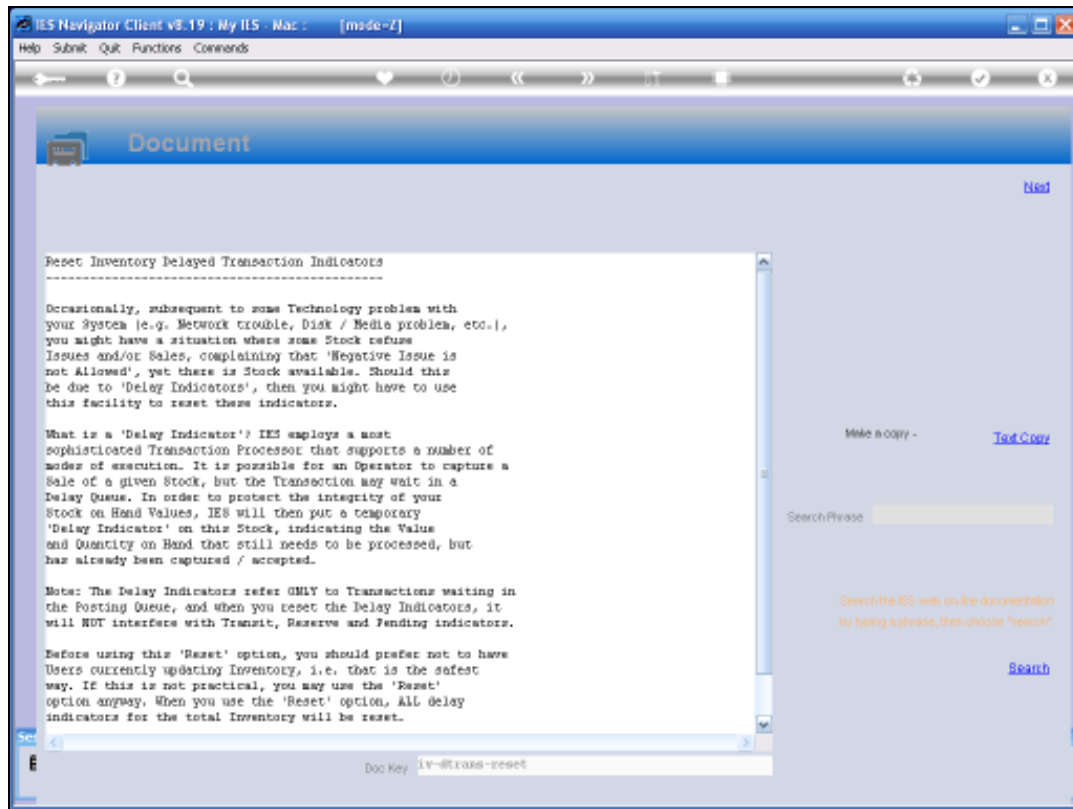 IES Navigator Client v8.19 : My IES - Mac : [mode=Z]
Help Submit Quit Functions Commands
Document
Next
Reset Inventory Delayed Transaction Indicators
----------------------------------------------
Occasionally, subsequent to some Technology problem with
your System (e.g. Network trouble, Disk / Media problem, etc.),
you might have a situation where some Stock refuse
Issues and/or Sales, complaining that 'Negative Issue is
not Allowed', yet there is Stock available. Should this
be due to 'Delay Indicators', then you might have to use
this facility to reset these indicators.
What is a 'Delay Indicator'? IES employs a most
sophisticated Transaction Processor that supports a number of
modes of execution. It is possible for an Operator to capture a
Sale of a given Stock, but the Transaction may wait in a
Delay Queue. In order to protect the integrity of your
Stock on Hand Values, IES will then put a temporary
'Delay Indicator' on this Stock, indicating the Value
and Quantity on Hand that still needs to be processed, but
has already been captured / accepted.
Note: The Delay Indicators refer ONLY to Transactions waiting in
the Posting Queue, and when you reset the Delay Indicators, it
will NOT interfere with Transit, Reserve and Pending indicators.
Before using this 'Reset' option, you should prefer not to have
Users currently updating Inventory, i.e. that is the safest
way. If this is not practical, you may use the 'Reset'
option anyway. When you use the 'Reset' option, ALL delay
indicators for the total Inventory will be reset.
Make a copy -
Text Copy
Search Phrase
Search the IES web on-line documentation
by typing a phrase, then choose "search".
Search
Doc Key iv-dtrans-reset